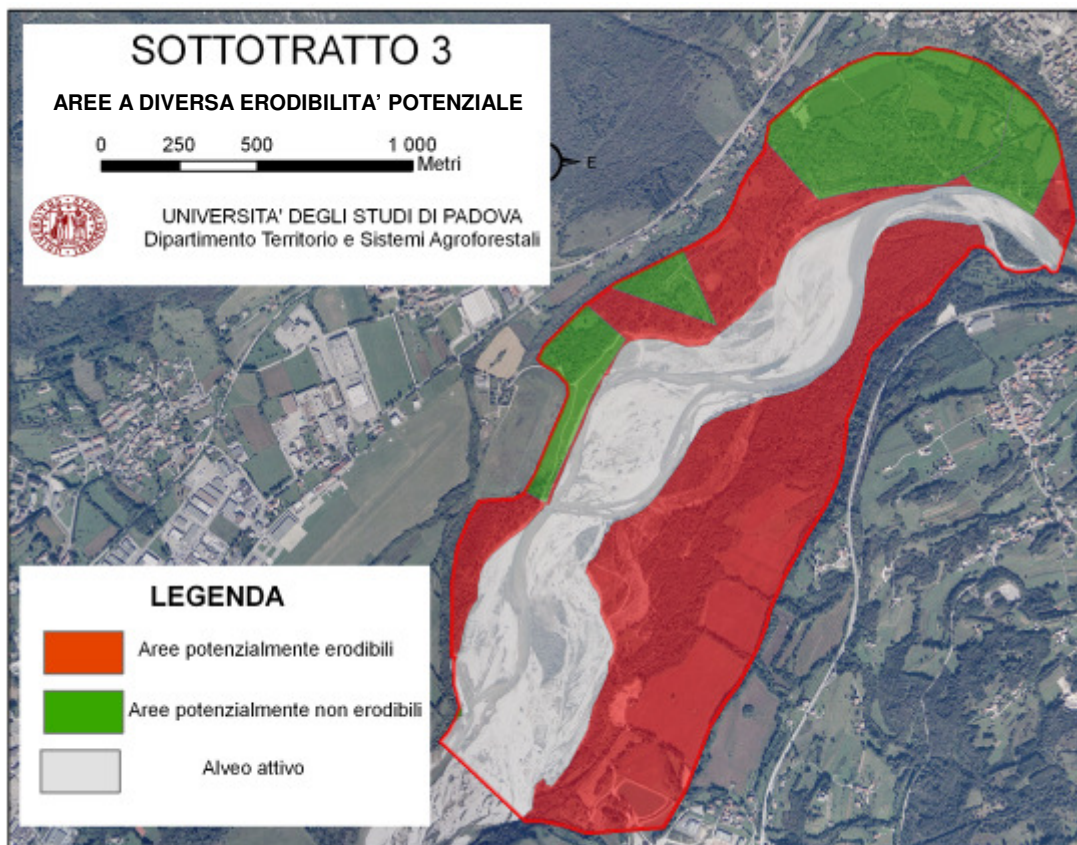 SOTTOTRATTO 3
AREE A DIVERSA ERODIBILITA' POTENZIALE
0 250 500 1 000
Metri
E
UNIVERSITA' DEGLI STUDI DI PADOVA
Dipartimento Territorio e Sistemi Agroforestali
LEGENDA
Aree potenzialmente erodibili
Aree potenzialmente non erodibili
Alveo attivo